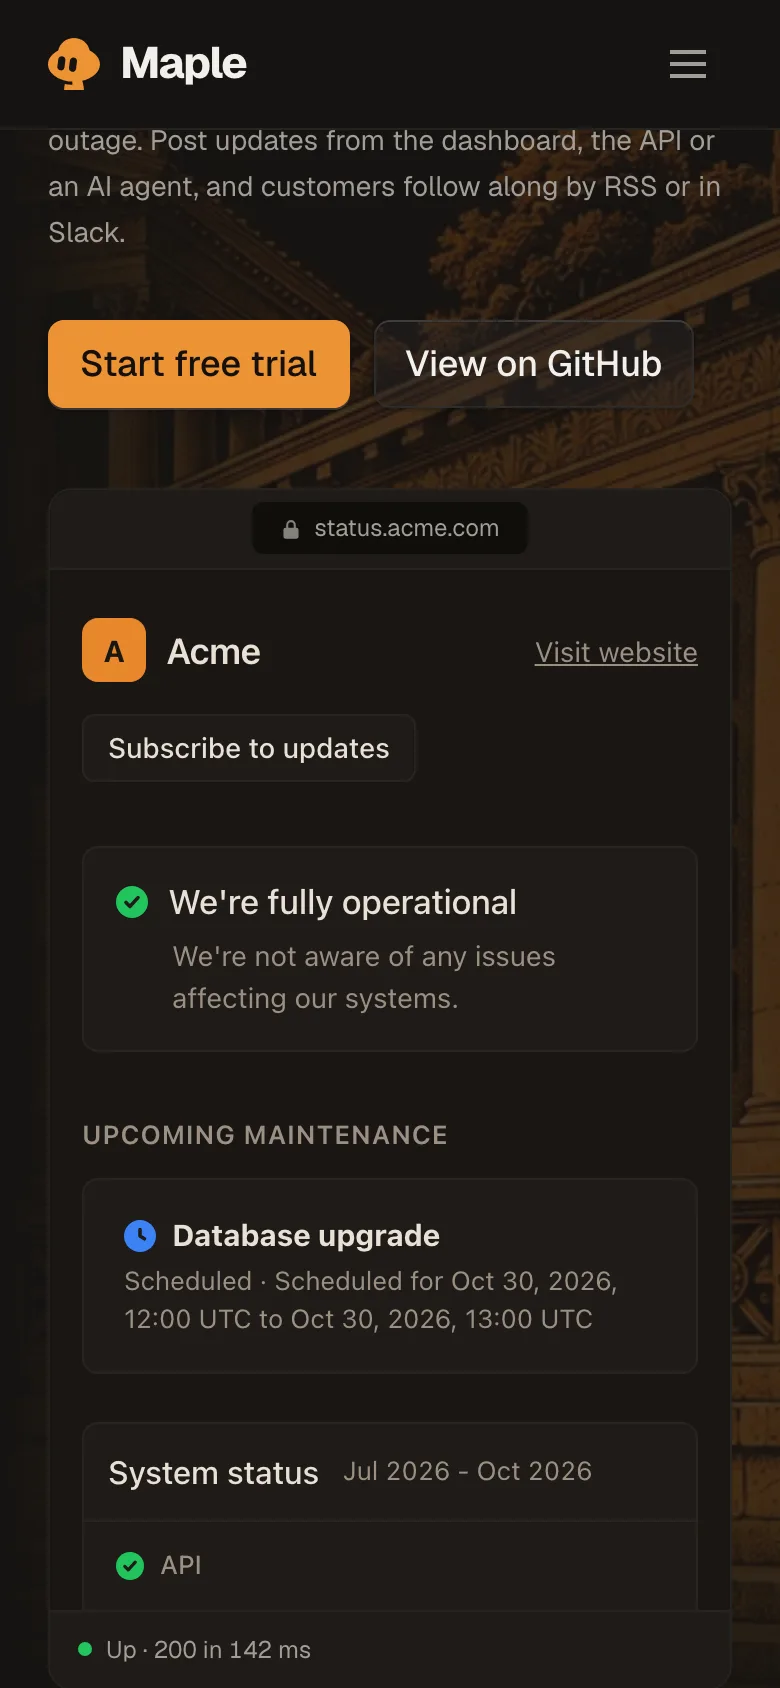 Maple
outage. Post updates from the dashboard, the API or
an AI agent, and customers follow along by RSS or in
Slack.
Start free trial
View on GitHub
status.acme.com
A
Acme
Visit website
Subscribe to updates
We're fully operational
We're not aware of any issues
affecting our systems.
UPCOMING MAINTENANCE
Database upgrade
Scheduled · Scheduled for Oct 30, 2026,
12:00 UTC to Oct 30, 2026, 13:00 UTC
System status
Jul 2026 - Oct 2026
API
Up · 200 in 142 ms